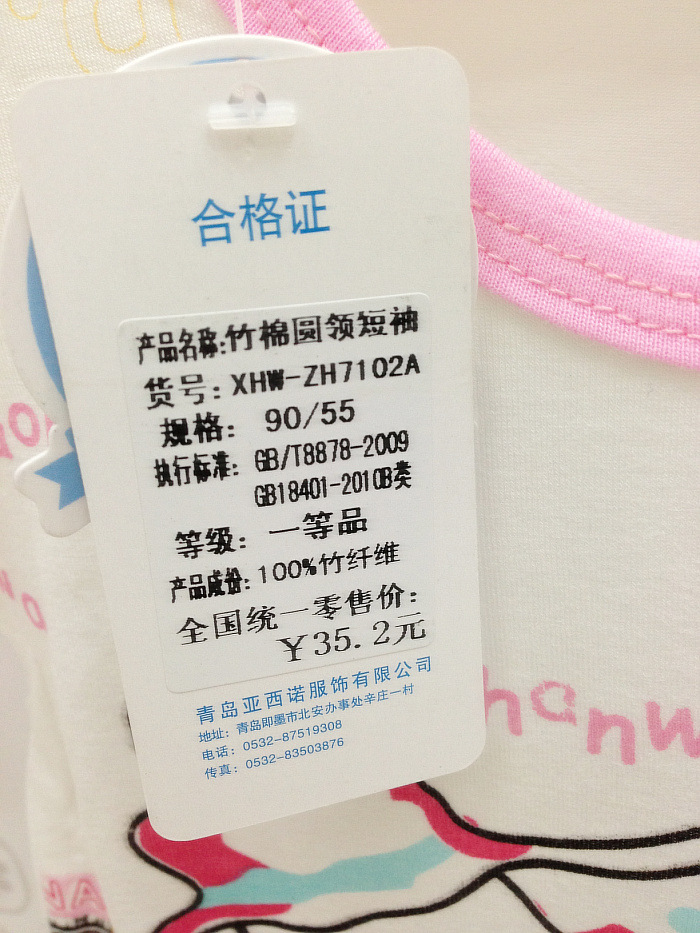 合格证
产品名称:竹棉圆领短袖
货号:XHW-ZH7102A
规格: 90/55
执行标准: GB/T8878-2009
GB18401-2010B类
等级: 一等品
产品成份:100%竹纤维
全国统一零售价:
￥35.2元
青岛亚西诺服饰有限公司
地址: 青岛即墨市北安办事处辛庄一村
电话: 0532-87519308
传真: 0532-83503876
hanw
NA